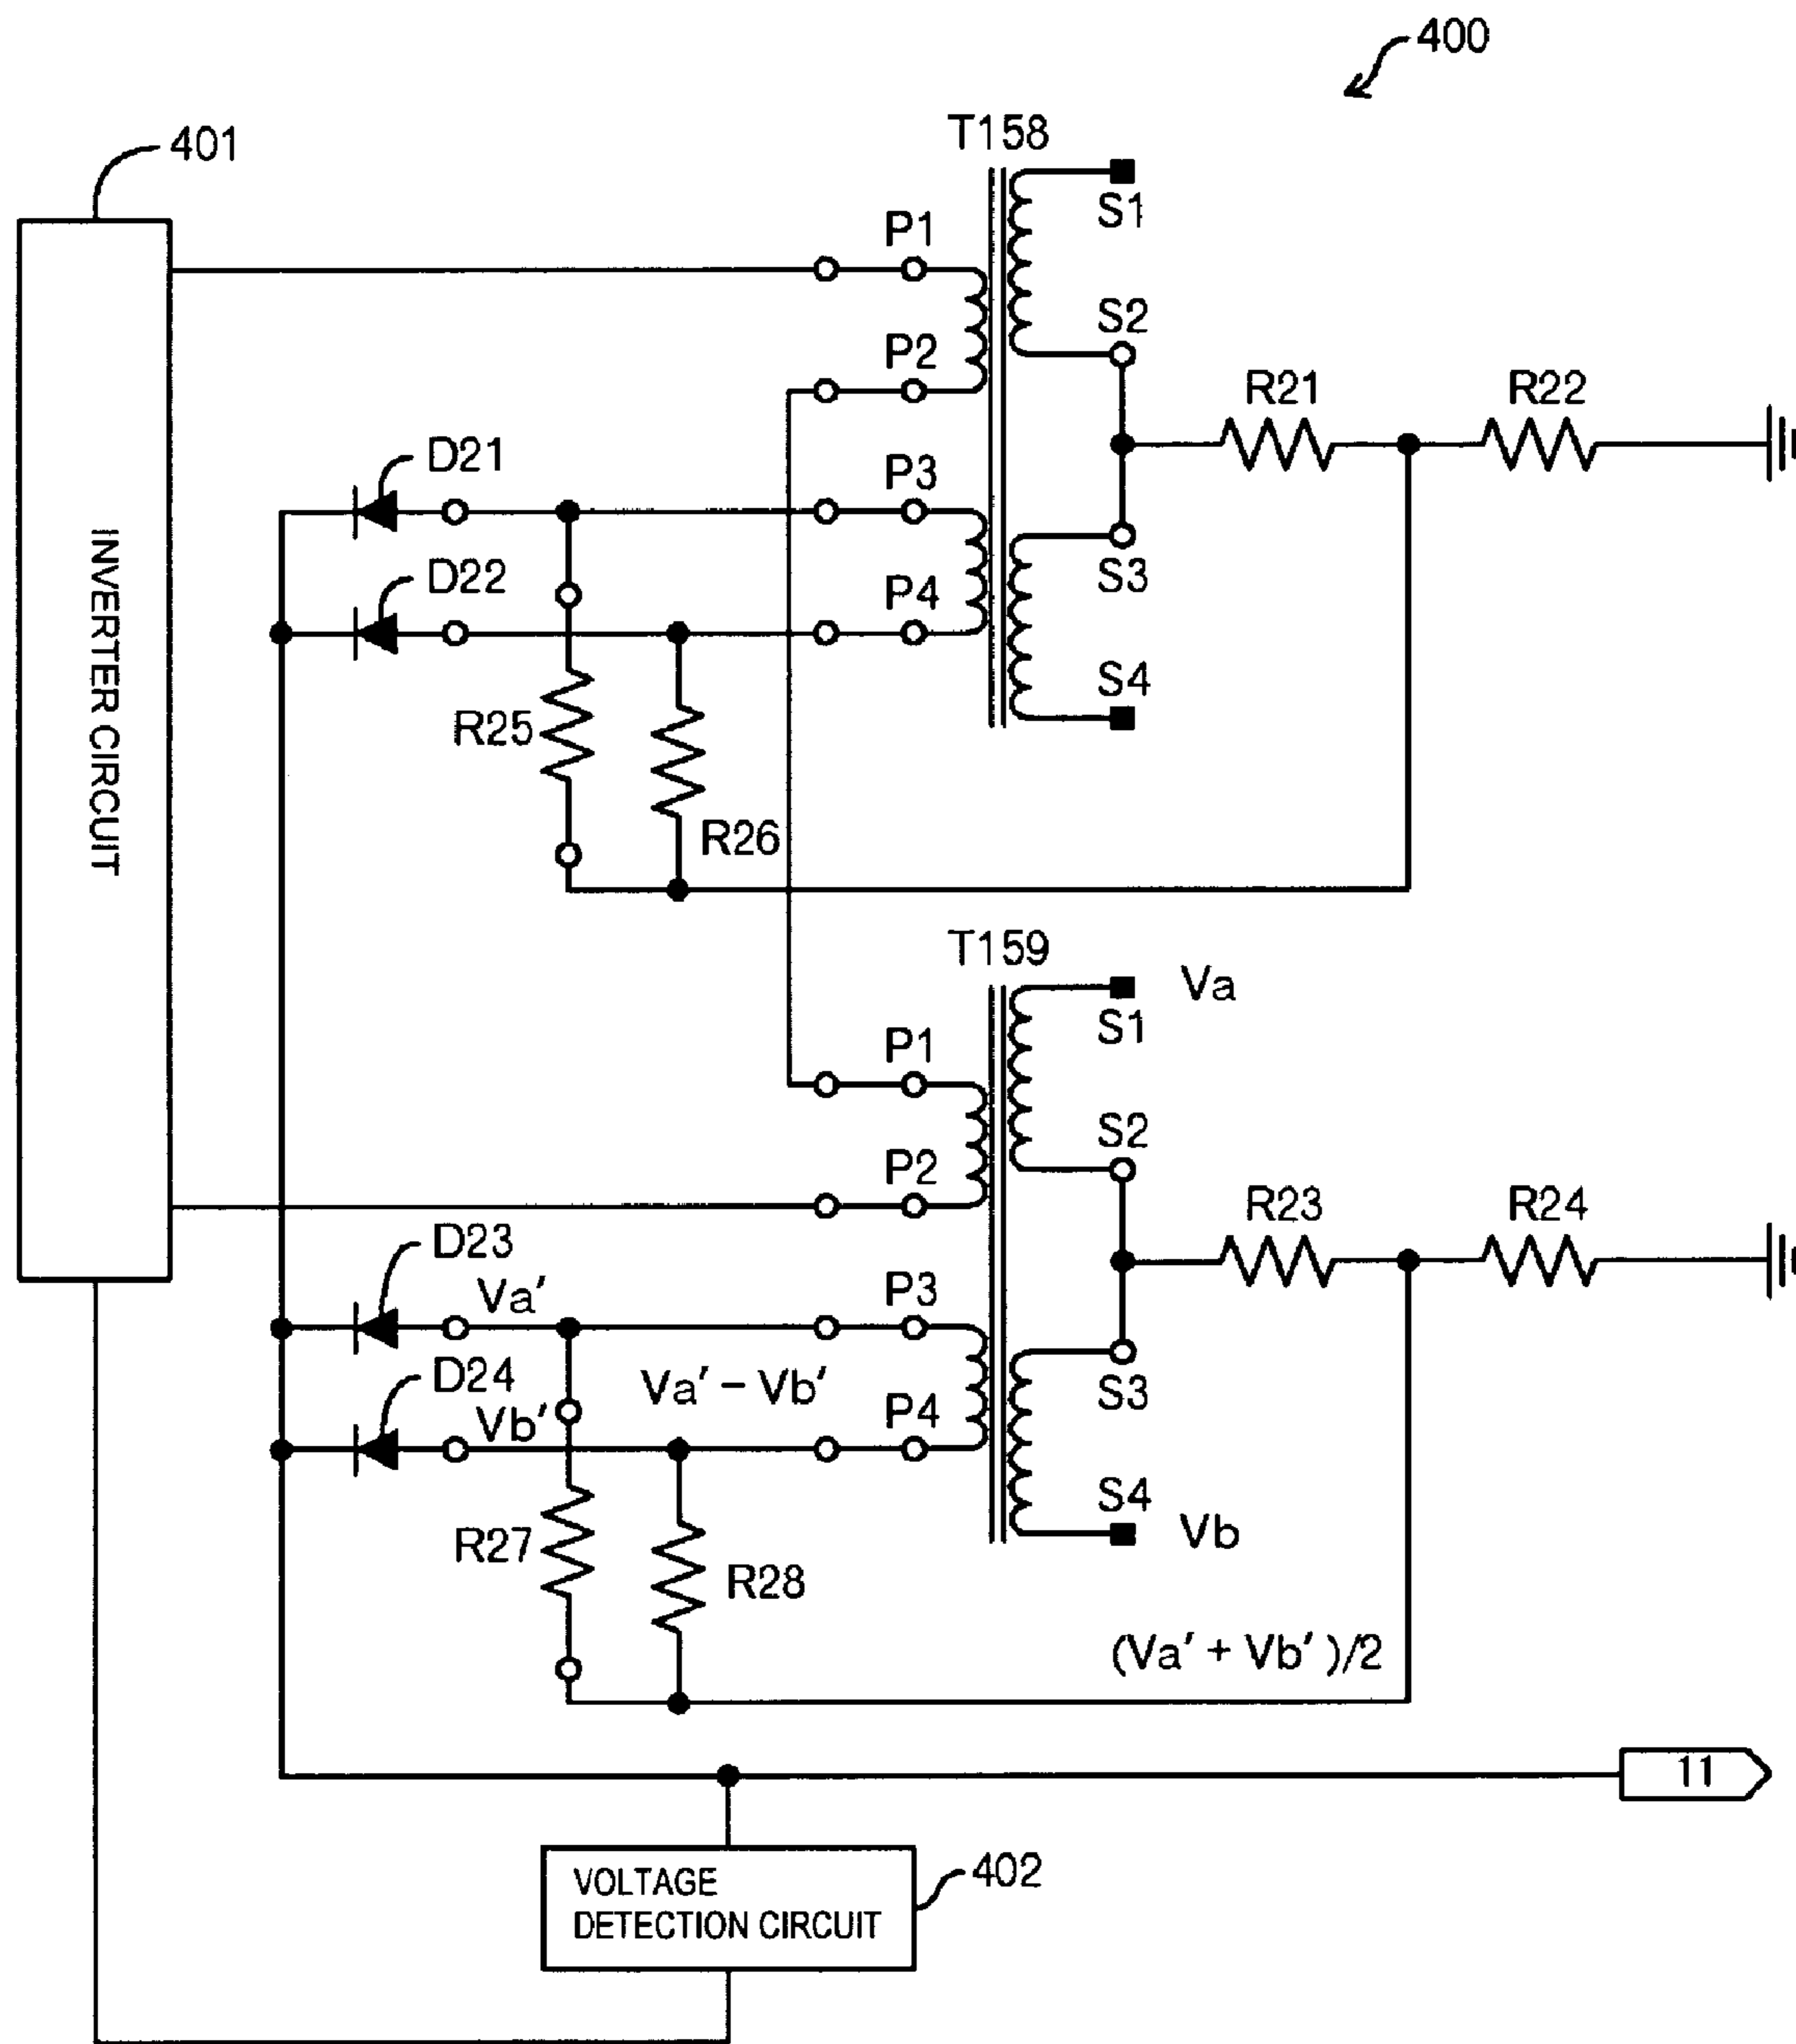 400
401
T158
S1
P1
P2
S2
R21
R22
D21
P3
D22
P4
S3
S4
R25
R26
INVERTER CIRCUIT
T159
Va
S1
P1
S2
P2
R23
R24
D23
Va'
P3
D24
Va' - Vb'
S3
Vb'
P4
S4
Vb
R27
R28
(Va' + Vb')/2
11
VOLTAGE
DETECTION CIRCUIT
402